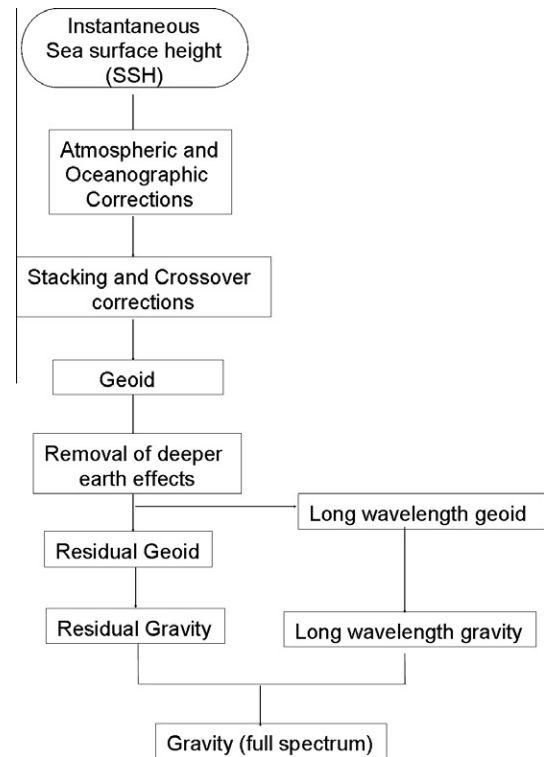 Instantaneous
Sea surface height
(SSH)
Atmospheric and
Oceanographic
Corrections
Stacking and Crossover
corrections
Geoid
Removal of deeper
earth effects
Long wavelength geoid
Residual Geoid
Residual Gravity
Long wavelength gravity
Gravity (full spectrum)